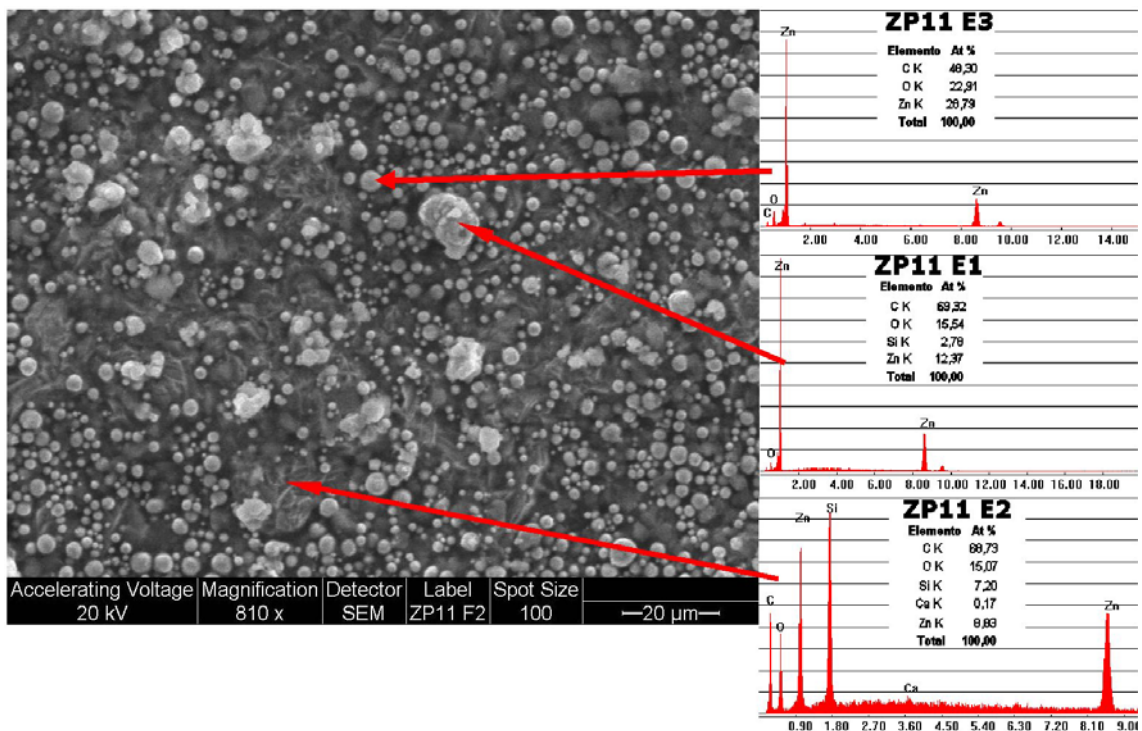 ZP11 E3
Zn
Elemento At %
C K 48,30
O K 22,91
Zn K 28,79
Total 100,00
Zn
O
C
2.00 4.00 6.00 8.00 10.00 12.00 14.00
ZP11 E1
Zn
Elemento At %
C K 69,32
O K 15,54
Si K 2,78
Zn K 12,37
Total 100,00
Zn
O
2.00 4.00 6.00 8.00 10.00 12.00 14.00 16.00 18.00
ZP11 E2
Si
Zn
Elemento At %
C K 68,73
O K 15,07
Si K 7,20
Ca K 0,17
Zn K 8,83
Total 100,00
C
Zn
O
Ca
0.90 1.80 2.70 3.60 4.50 5.40 6.30 7.20 8.10 9.00
Accelerating Voltage Magnification Detector Label Spot Size
20 kV 810 x SEM ZP11 F2 100 20 µm